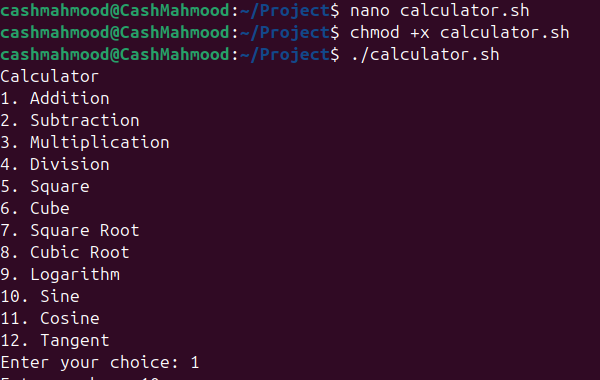 cashmahmood@CashMahmood:~/Project$ nano calculator.sh
cashmahmood@CashMahmood:~/Project$ chmod +x calculator.sh
cashmahmood@CashMahmood:~/Project$ ./calculator.sh
Calculator
1. Addition
2. Subtraction
3. Multiplication
4. Division
5. Square
6. Cube
7. Square Root
8. Cubic Root
9. Logarithm
10. Sine
11. Cosine
12. Tangent
Enter your choice: 1